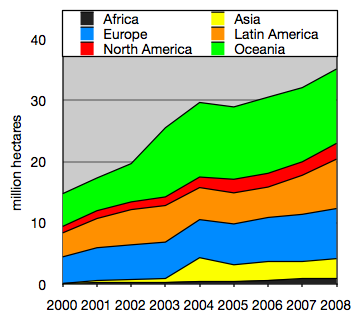 Africa Asia
Europe Latin America
North America Oceania
million hectares
40
30
20
10
0
2000 2001 2002 2003 2004 2005 2006 2007 2008